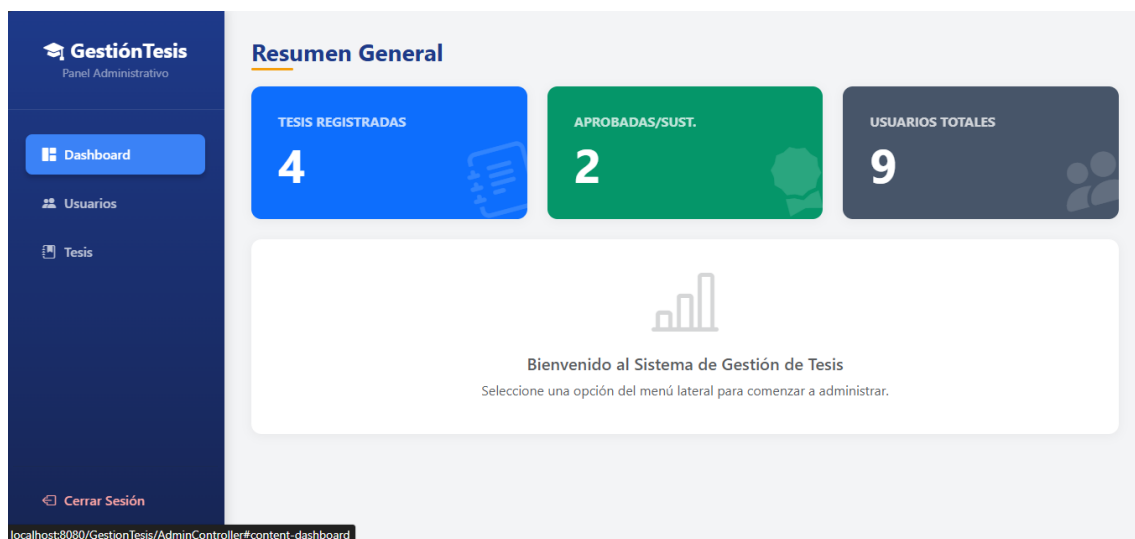 GestiónTesis
Panel Administrativo
Dashboard
Usuarios
Tesis
Cerrar Sesión
Resumen General
TESIS REGISTRADAS
4
APROBADAS/SUST.
2
USUARIOS TOTALES
9
Bienvenido al Sistema de Gestión de Tesis
Seleccione una opción del menú lateral para comenzar a administrar.
localhost:8080/GestionTesis/AdminController#content-dashboard